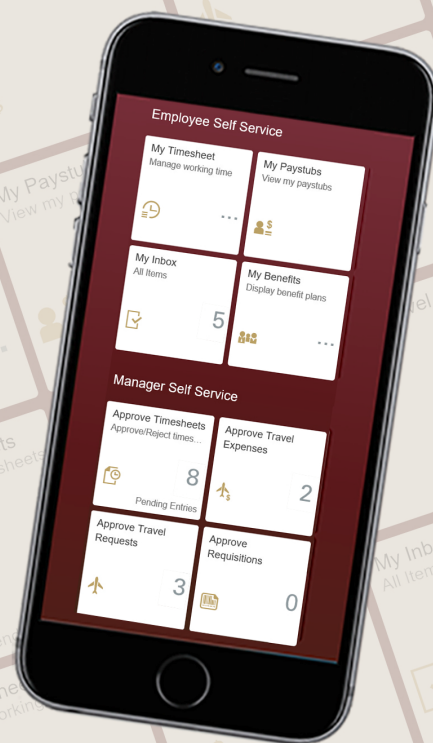 Employee Self Service
My Timesheet
Manage working time
...
My Paystubs
View my paystubs
My Inbox
All Items
5
My Benefits
Display benefit plans
...
Manager Self Service
Approve Timesheets
Approve/Reject times...
8
Pending Entries
Approve Travel
Expenses
2
Approve Travel
Requests
3
Approve
Requisitions
0
My Paystu
View my
My Inb
All Item